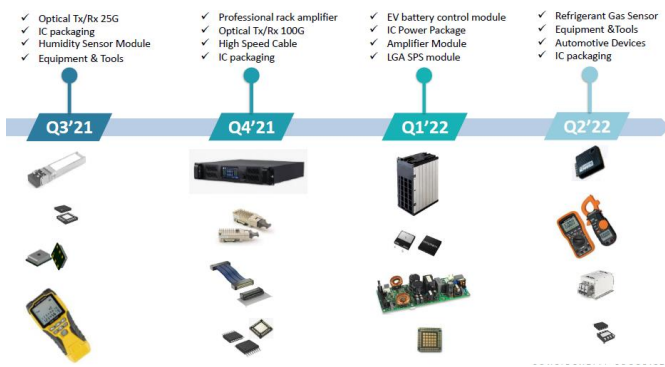 ✓ Optical Tx/Rx 25G
✓ IC packaging
✓ Humidity Sensor Module
✓ Equipment & Tools
✓ Professional rack amplifier
✓ Optical Tx/Rx 100G
✓ High Speed Cable
✓ IC packaging
✓ EV battery control module
✓ IC Power Package
✓ Amplifier Module
✓ LGA SPS module
✓ Refrigerant Gas Sensor
✓ Equipment &Tools
✓ Automotive Devices
✓ IC packaging
Q3'21
Q4'21
Q1'22
Q2'22